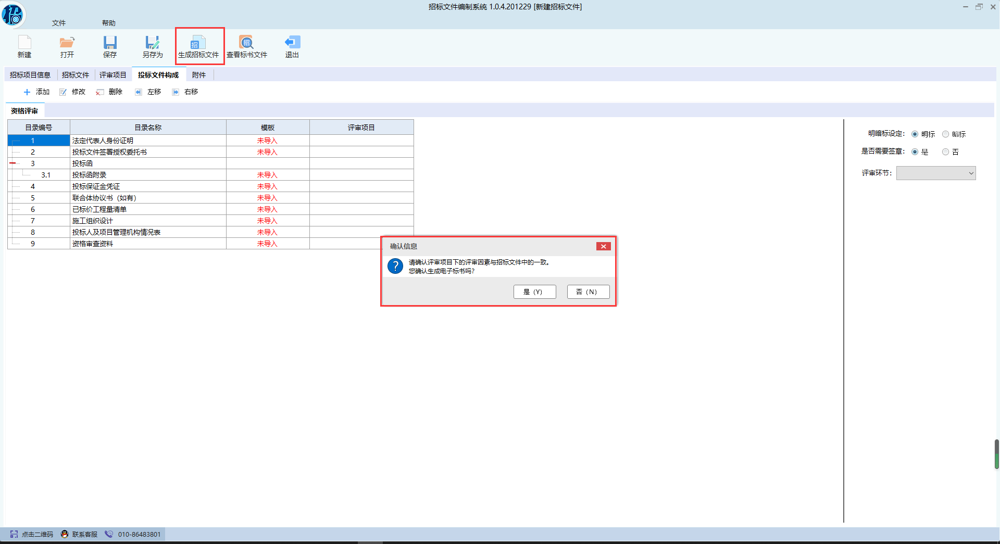 招标文件编制系统 1.0.4.201229 [新建招标文件]
文件 帮助
新建 打开 保存 另存为 生成招标文件 查看标书文件 退出
招标项目信息 招标文件 评审项目 投标文件构成 附件
添加 修改 删除 左移 右移
资格评审
目录编号 目录名称 模板 评审项目
1 法定代表人身份证明 未导入
2 投标文件签署授权委托书 未导入
3 投标函
3.1 投标函附录 未导入
4 投标保证金凭证 未导入
5 联合体协议书（如有） 未导入
6 已标价工程量清单 未导入
7 施工组织设计 未导入
8 投标人及项目管理机构情况表 未导入
9 资格审查资料 未导入
明暗标设定： 明标 暗标
是否需要签章： 是 否
评审环节：
确认信息
请确认评审项目下的评审因素与招标文件中的一致。
您确认生成电子标书吗？
是（Y） 否（N）
点击二维码 联系客服 010-86483801